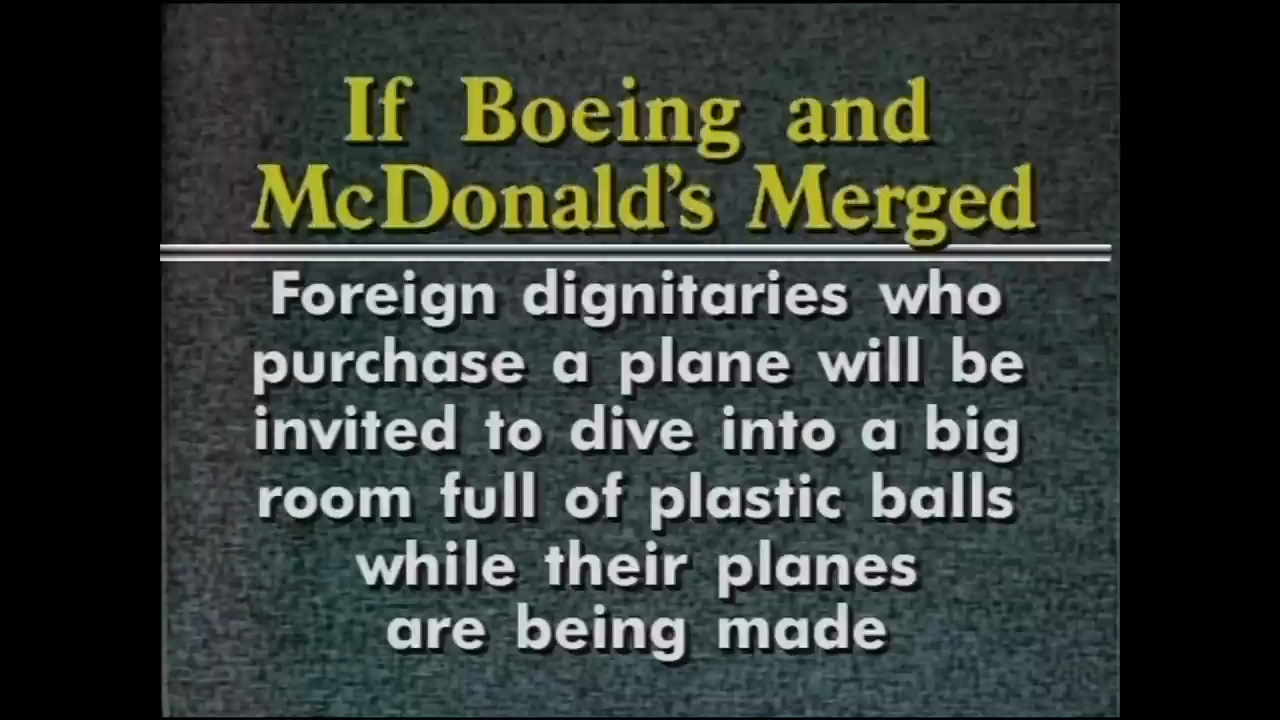 If Boeing and
McDonald's Merged
Foreign dignitaries who
purchase a plane will be
invited to dive into a big
room full of plastic balls
while their planes
are being made